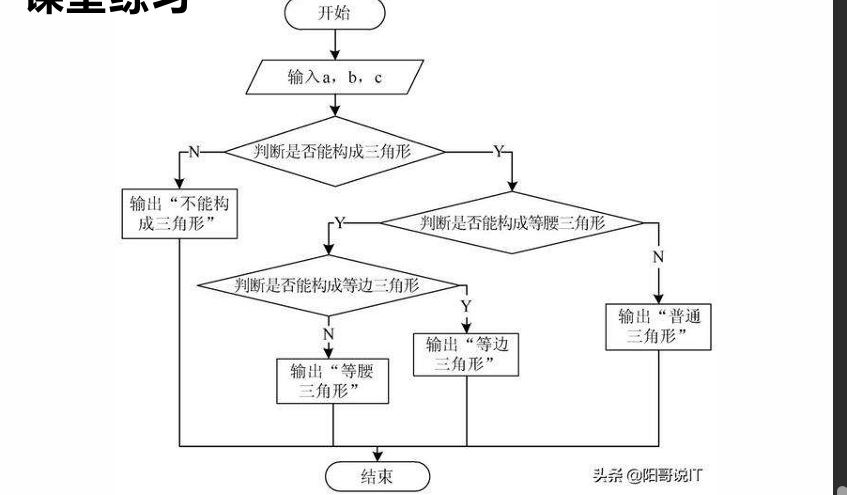 课堂练习
开始
输入a，b，c
判断是否能构成三角形
N
Y
输出“不能构
成三角形”
判断是否能构成等腰三角形
Y
N
判断是否能构成等边三角形
Y
N
输出“普通
三角形”
输出“等边
三角形”
输出“等腰
三角形”
结束
头条 @阳哥说IT